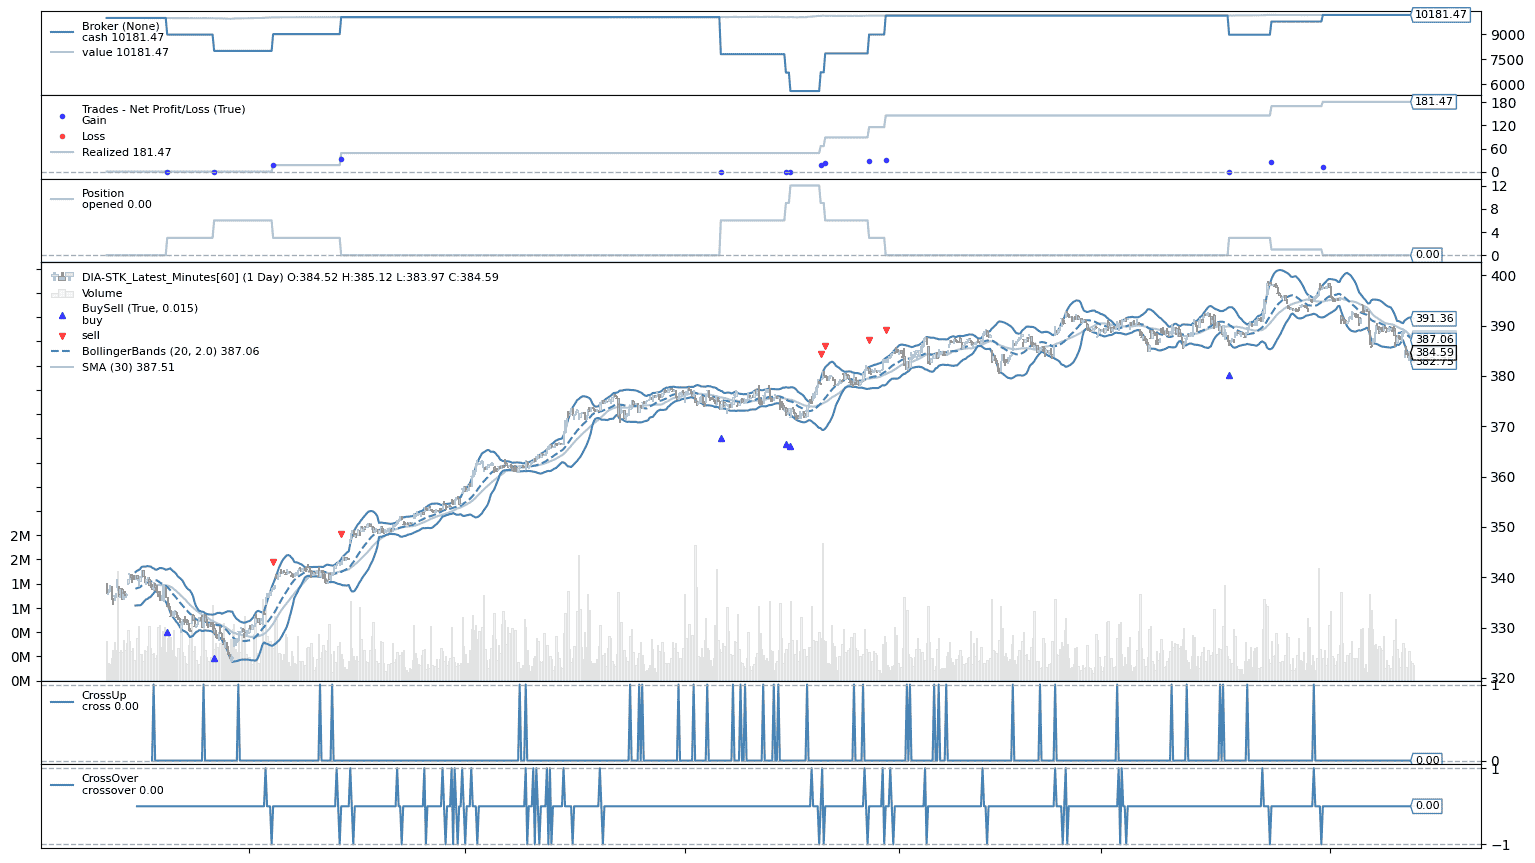 Broker (None)
cash 10181.47
value 10181.47
10181.47
9000
7500
6000
Trades - Net Profit/Loss (True)
Gain
Loss
Realized 181.47
181.47
180
120
60
0
Position
opened 0.00
12
8
4
0.00
0
DIA-STK_Latest_Minutes[60] (1 Day) O:384.52 H:385.12 L:383.97 C:384.59
Volume
BuySell (True, 0.015)
buy
sell
BollingerBands (20, 2.0) 387.06
SMA (30) 387.51
400
390
380
370
360
350
340
330
320
391.36
387.06
384.59
382.75
2M
2M
1M
1M
0M
0M
0M
CrossUp
cross 0.00
1
0.00
0
CrossOver
crossover 0.00
1
0.00
−1